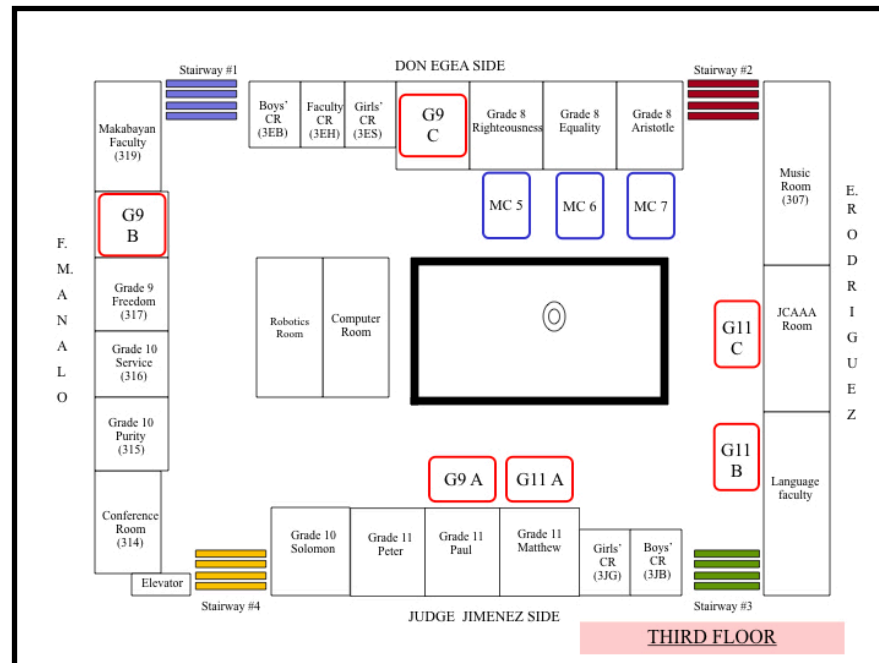 DON EGEA SIDE
Stairway #1
Stairway #2
Makabayan
Faculty
(319)
Boys'
CR
(3EB)
Faculty
CR
(3EH)
Girls'
CR
(3ES)
G9
C
Grade 8
Righteousness
Grade 8
Equality
Grade 8
Aristotle
Music
Room
(307)
MC 5
MC 6
MC 7
G9
B
F.
M.
A
N
A
L
O
E.
R
O
D
R
I
G
U
E
Z
Grade 9
Freedom
(317)
Robotics
Room
Computer
Room
G11
C
JCAAA
Room
Grade 10
Service
(316)
Grade 10
Purity
(315)
G11
B
G9 A
G11 A
Language
faculty
Conference
Room
(314)
Grade 10
Solomon
Grade 11
Peter
Grade 11
Paul
Grade 11
Matthew
Girls'
CR
(3JG)
Boys'
CR
(3JB)
Elevator
Stairway #4
Stairway #3
JUDGE JIMENEZ SIDE
THIRD FLOOR